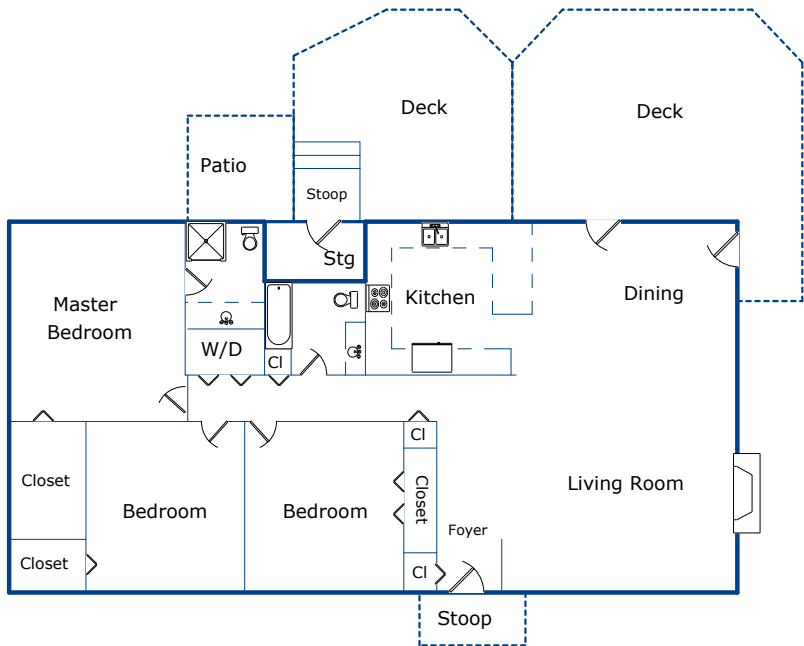 Deck
Deck
Patio
Stoop
Stg
Master
Bedroom
Kitchen
Dining
W/D
Cl
Cl
Closet
Bedroom
Bedroom
Closet
Living Room
Foyer
Closet
Cl
Stoop